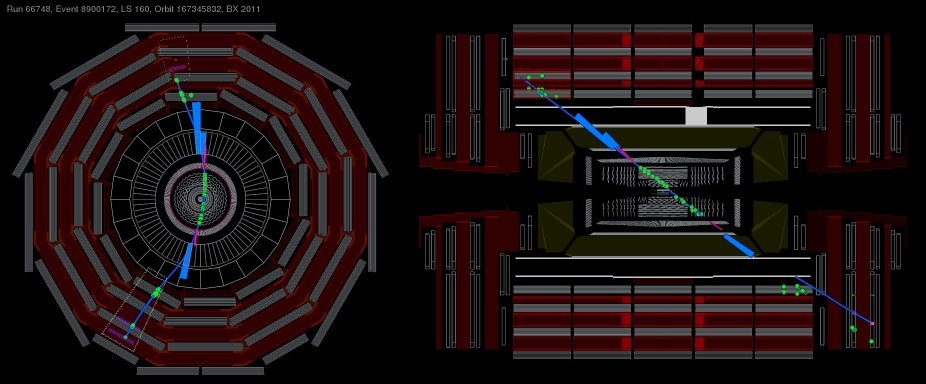 Run 66748, Event 8900172, LS 160, Orbit 167345832, BX 2011